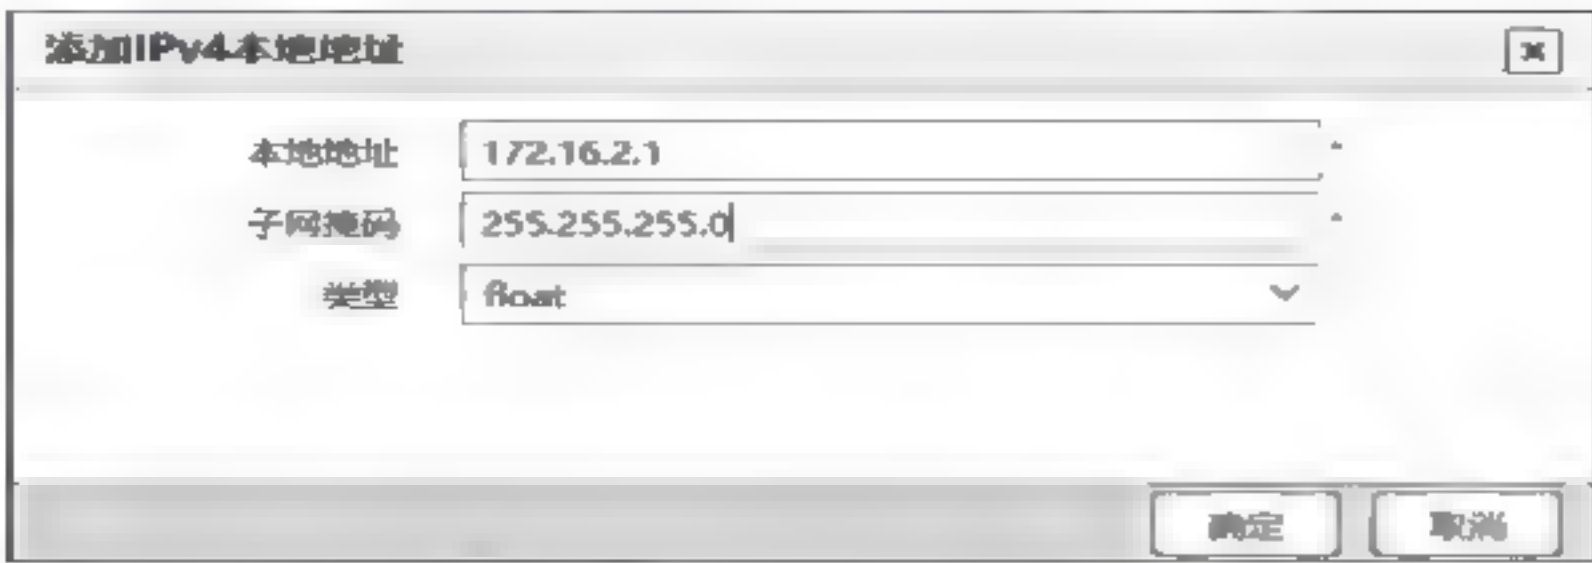 添加IPv4本地地址
本地地址 172.16.2.1 *
子网掩码 255.255.255.0 *
类型 float
确定 取消